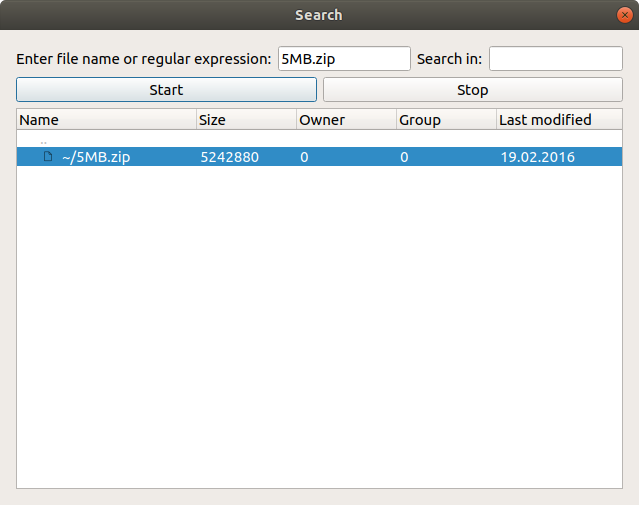 Search
Enter file name or regular expression: 5MB.zip Search in:
Start Stop
Name Size Owner Group Last modified
..
~/5MB.zip 5242880 0 0 19.02.2016